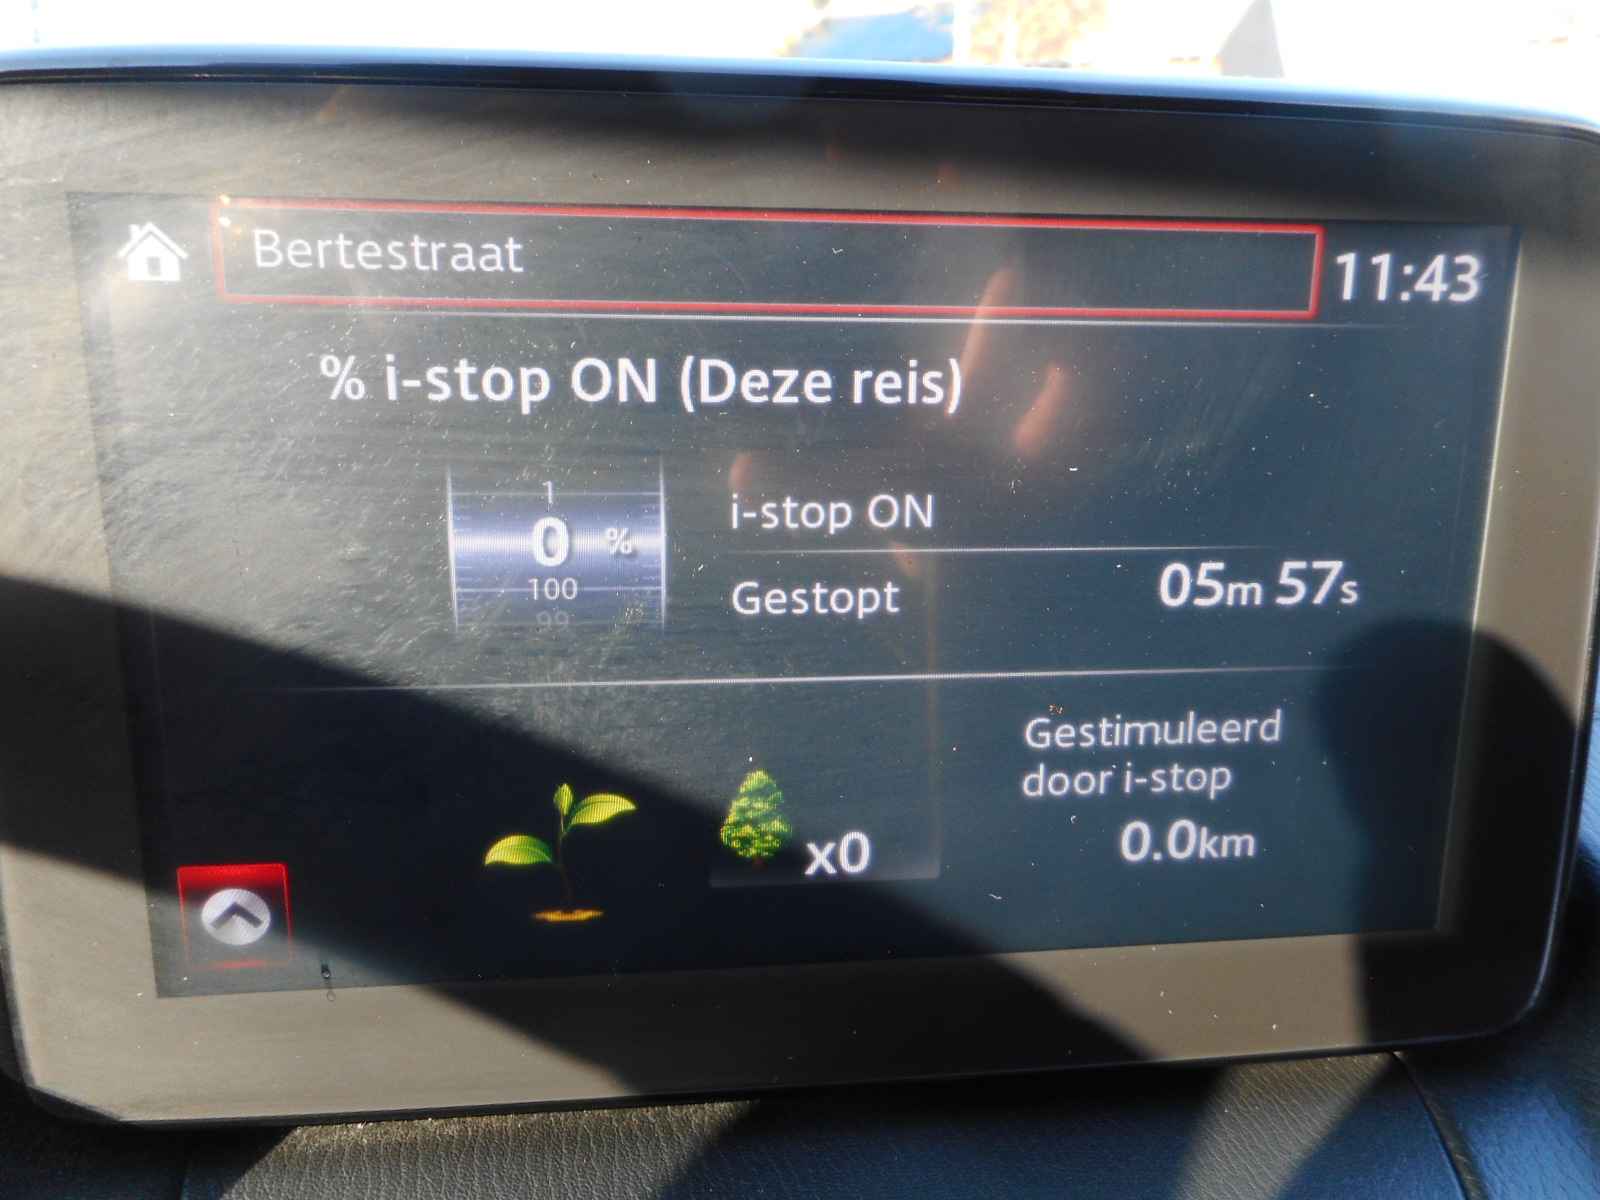 Bertestraat
11:43
% i-stop ON (Deze reis)
1
0 %
100
99
i-stop ON
Gestopt 05m 57s
x0
Gestimuleerd
door i-stop
0.0km